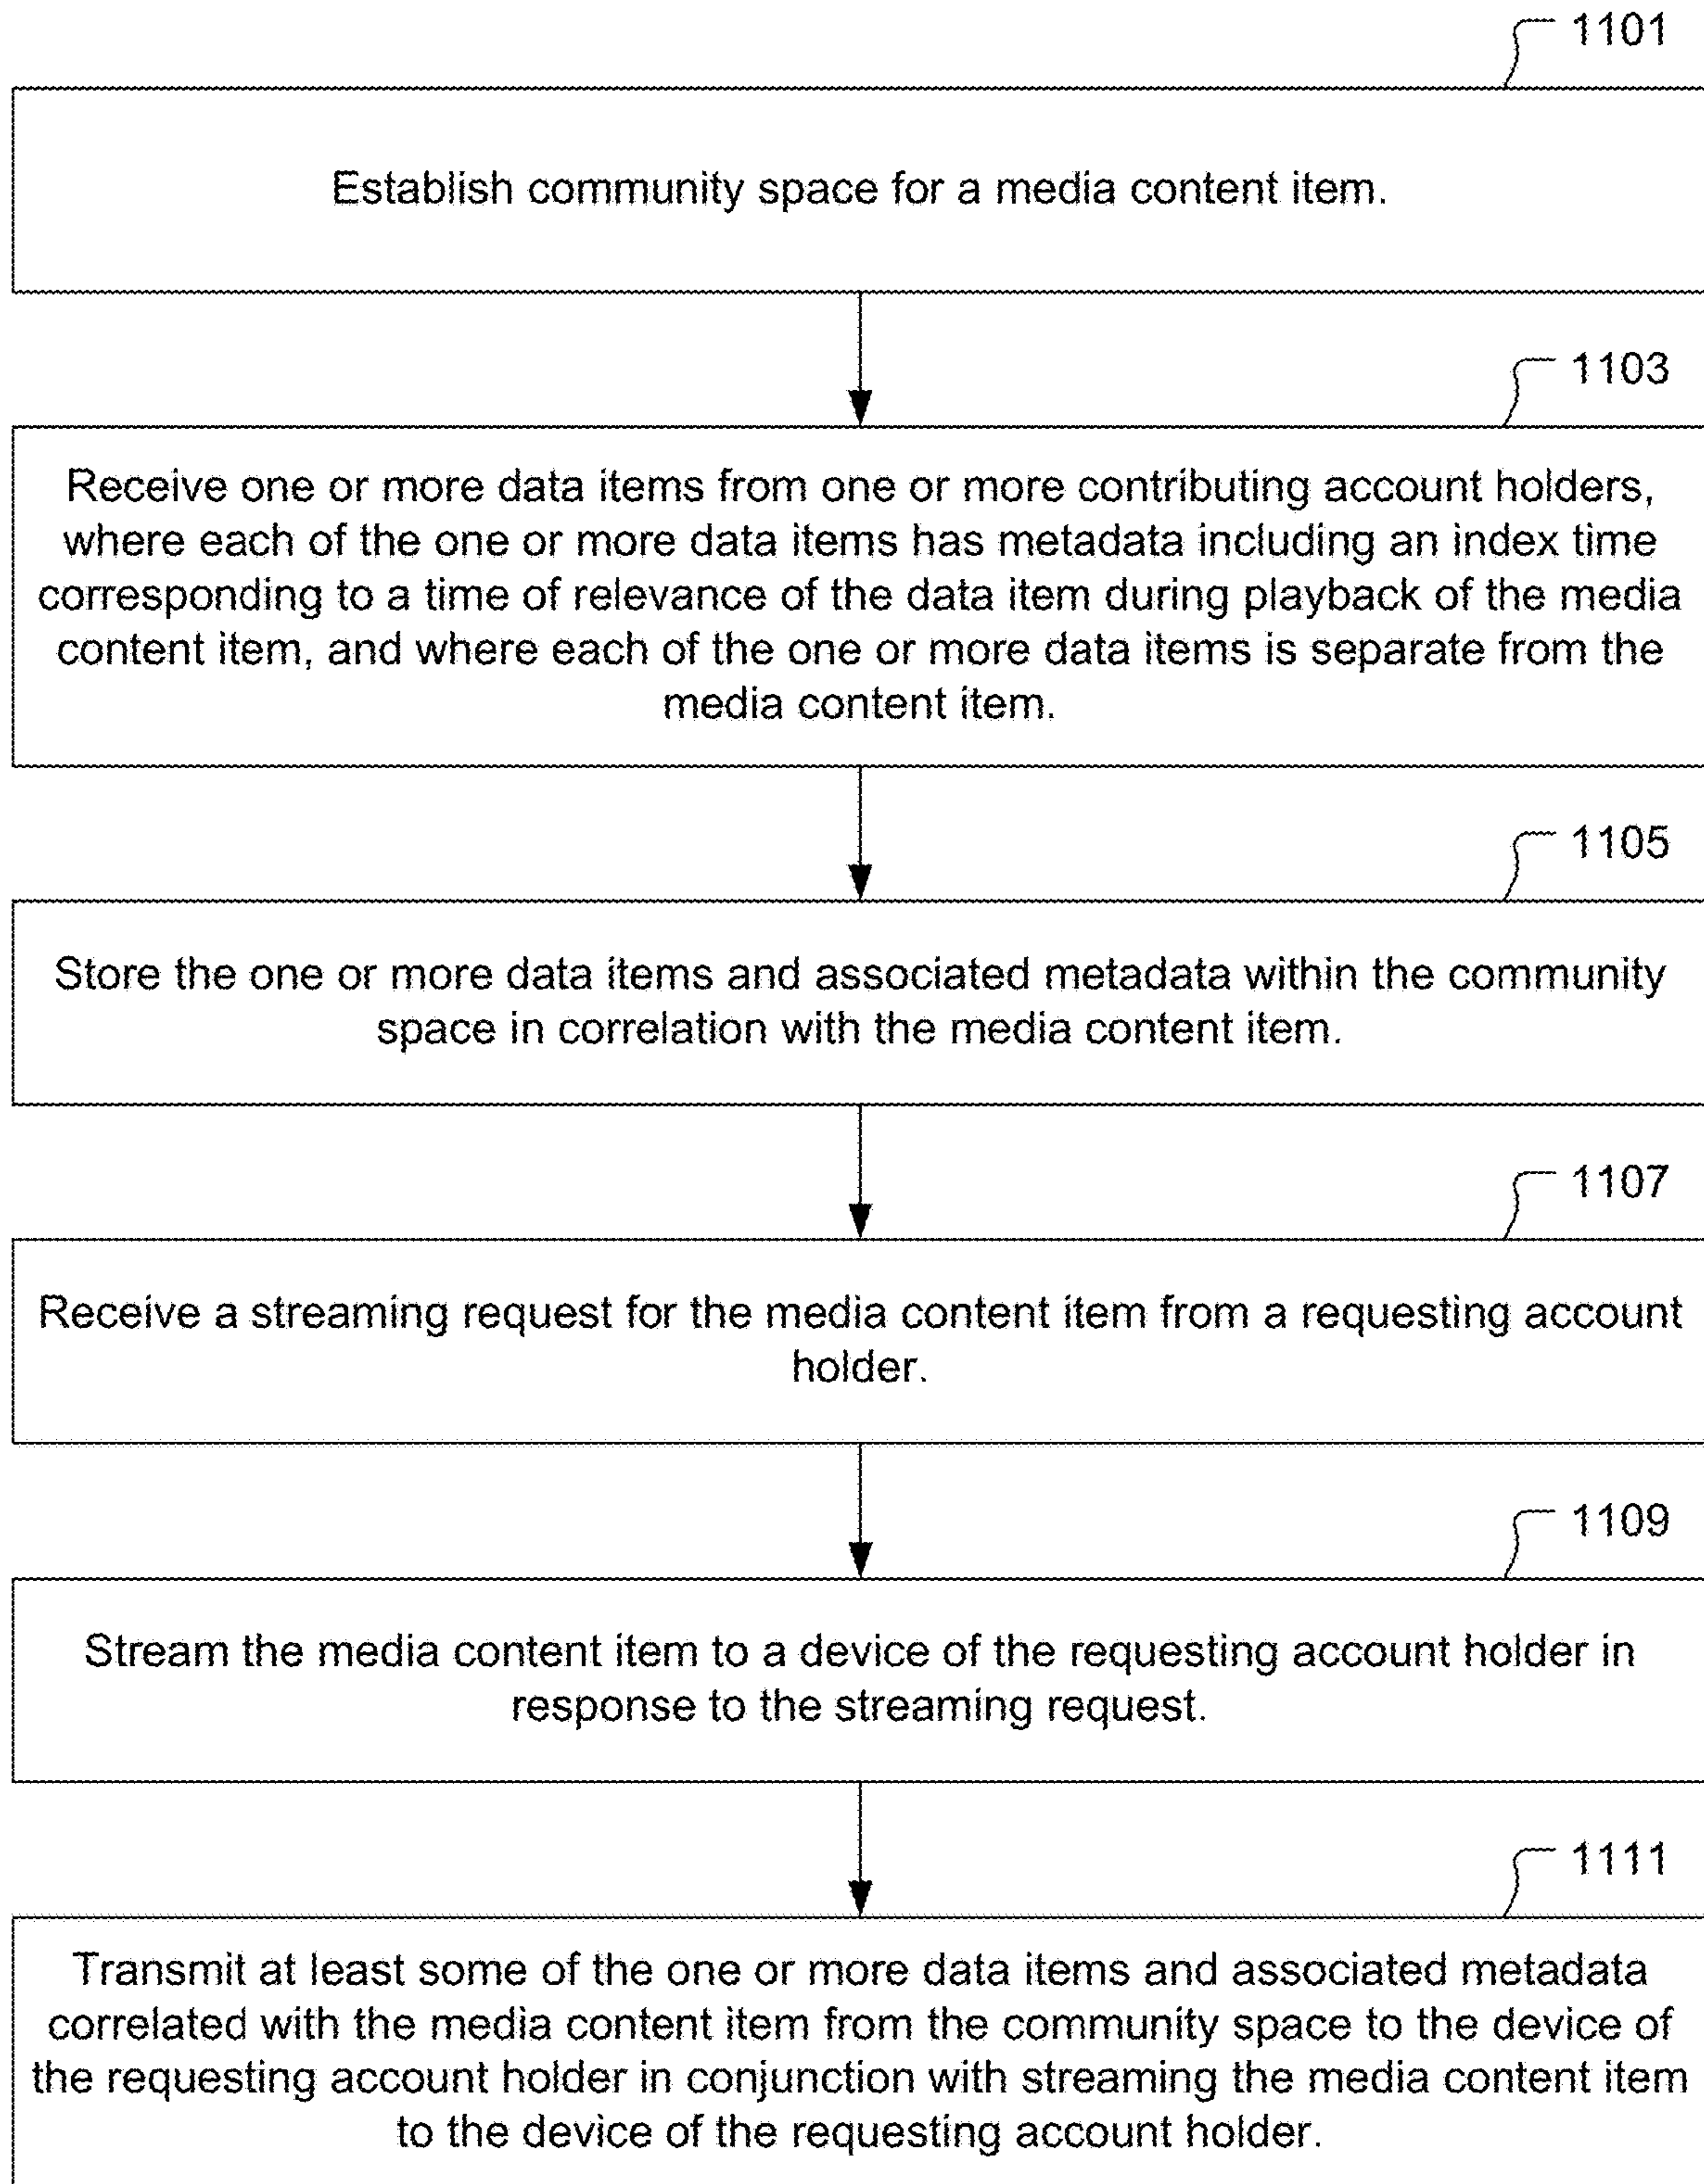 1101
Establish community space for a media content item.
1103
Receive one or more data items from one or more contributing account holders,
where each of the one or more data items has metadata including an index time
corresponding to a time of relevance of the data item during playback of the media
content item, and where each of the one or more data items is separate from the
media content item.
1105
Store the one or more data items and associated metadata within the community
space in correlation with the media content item.
1107
Receive a streaming request for the media content item from a requesting account
holder.
1109
Stream the media content item to a device of the requesting account holder in
response to the streaming request.
1111
Transmit at least some of the one or more data items and associated metadata
correlated with the media content item from the community space to the device of
the requesting account holder in conjunction with streaming the media content item
to the device of the requesting account holder.